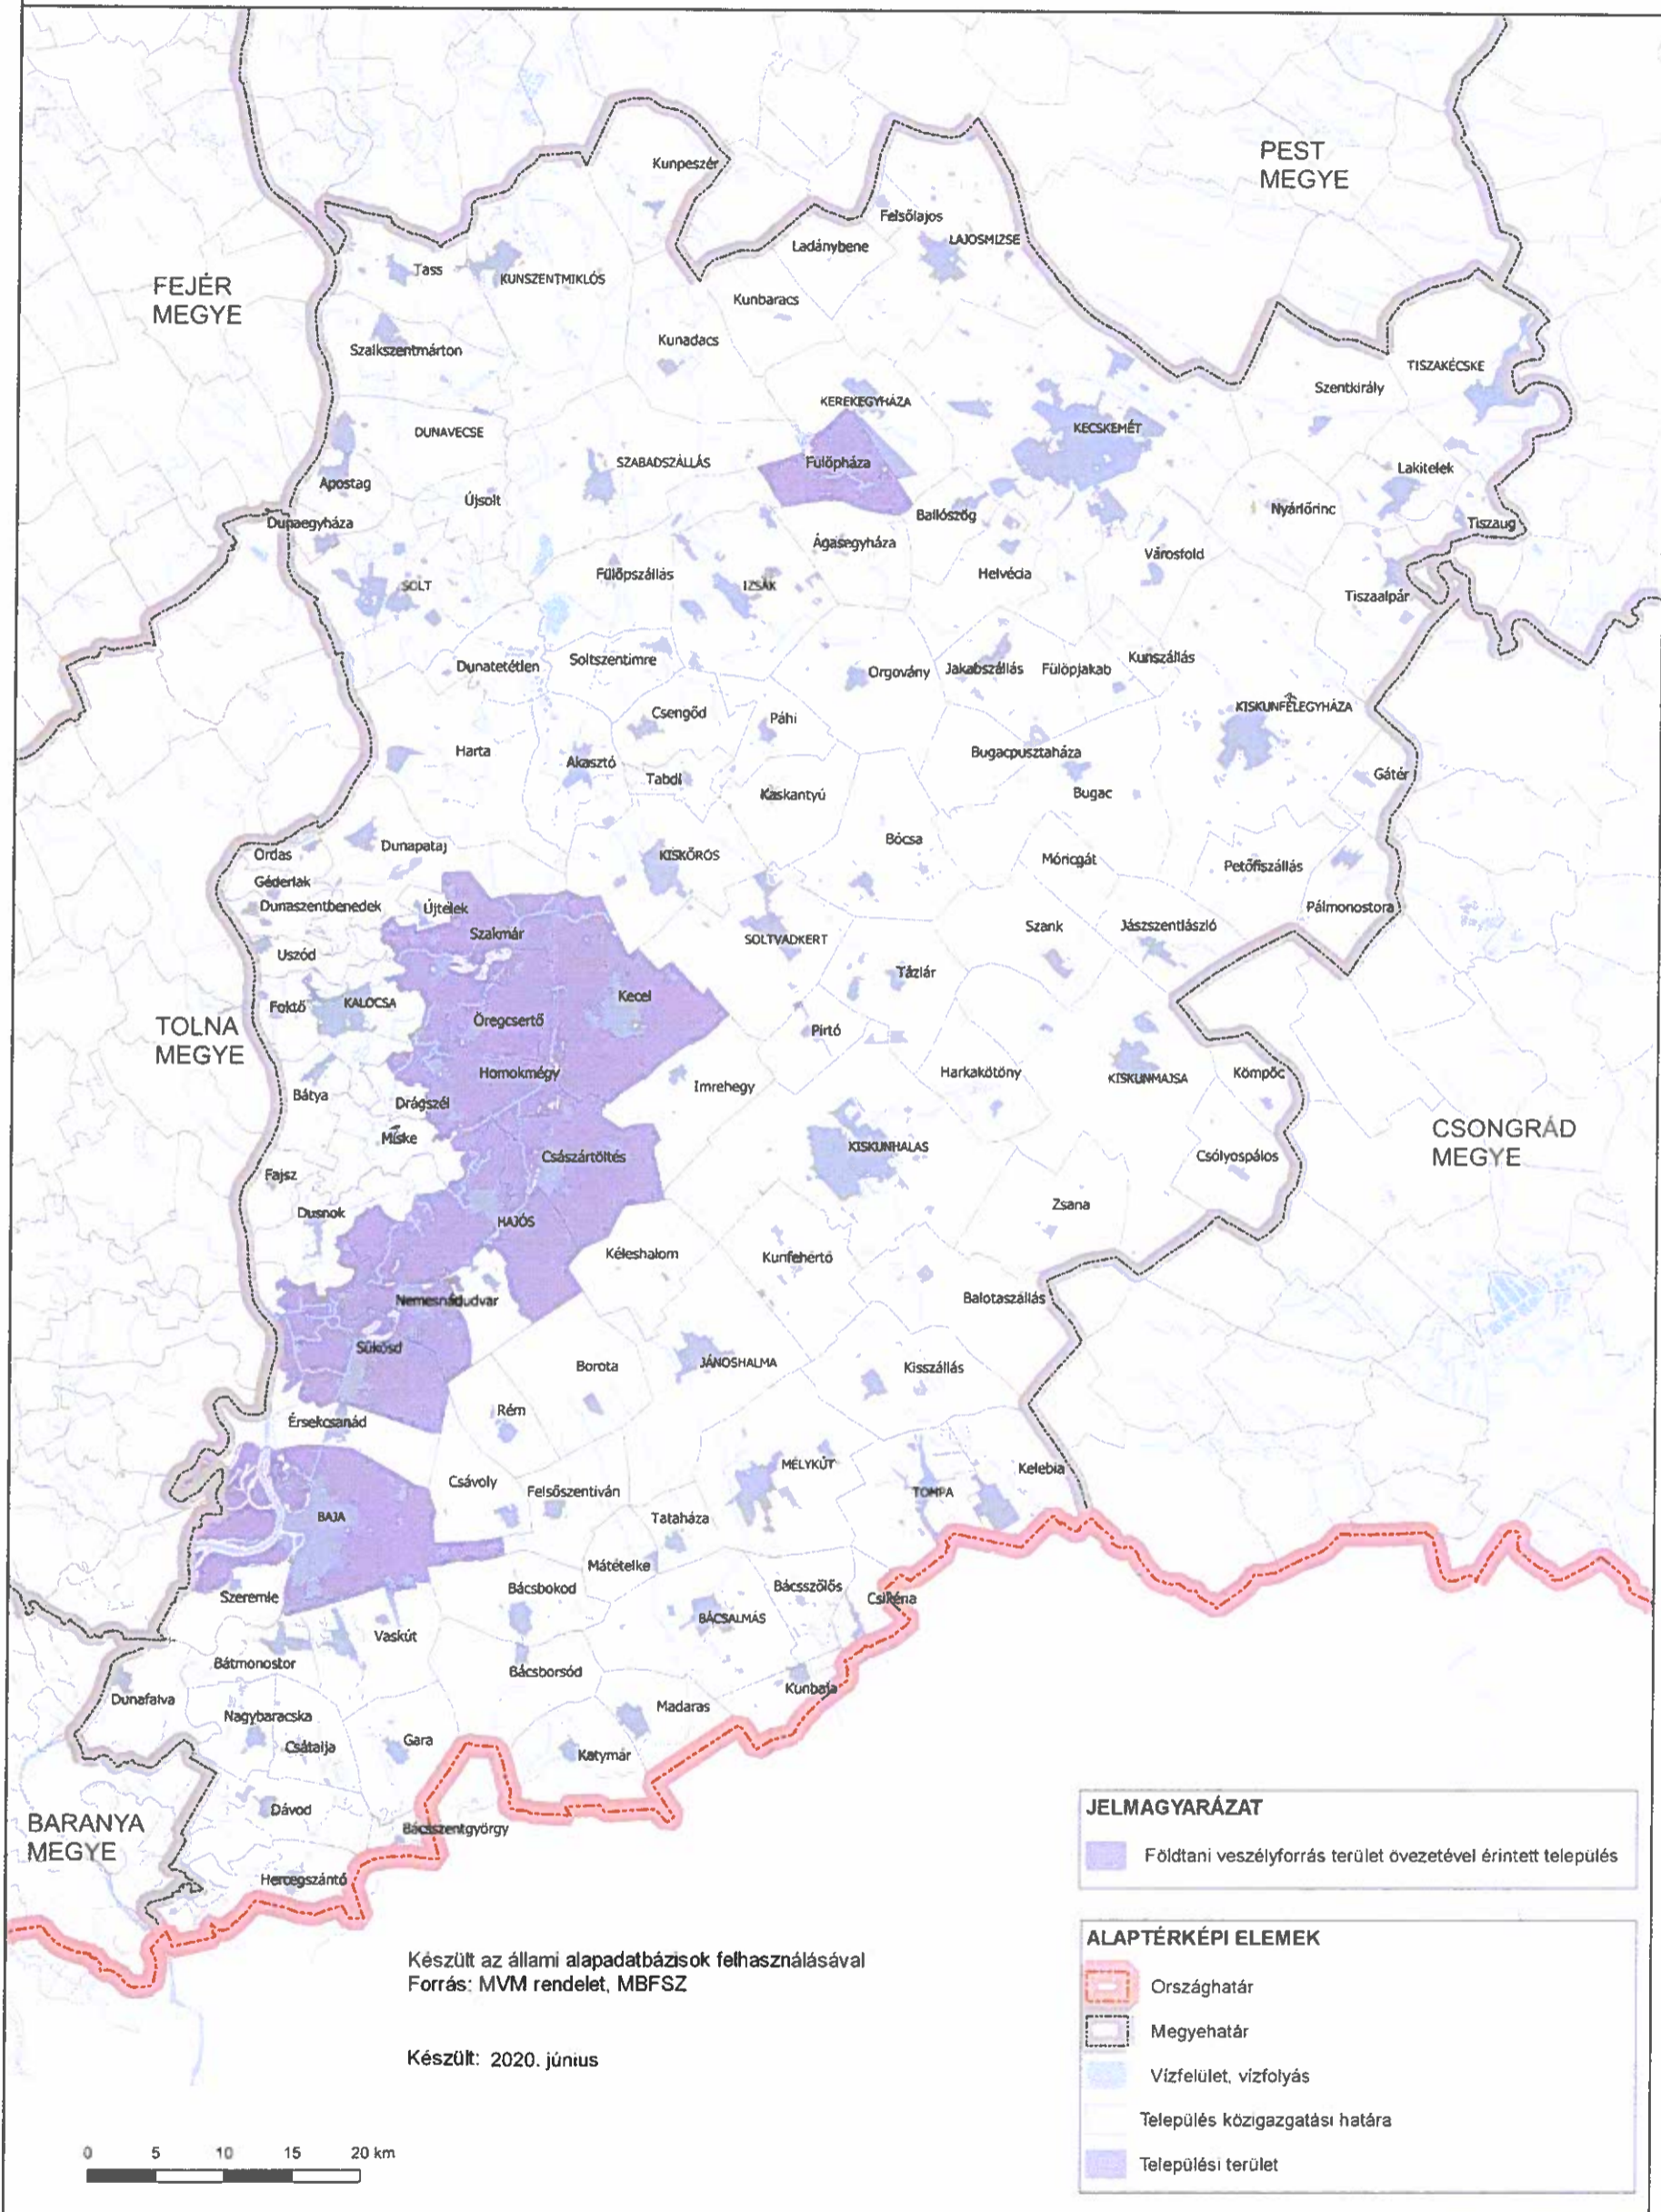 PEST
MEGYE
Kunpeszér
Felsőlajos
LAJOSMIZSE
Ladánybene
FEJÉR
MEGYE
Tass
KUNSZENTMIKLÓS
Kunbaracs
Kunadacs
Szalkszentmárton
TISZAKÉCSKE
Szentkirály
KEREKEGYHÁZA
KECSKEMÉT
DUNAVECSE
SZABADSZÁLLÁS
Fülöpháza
Lakitelek
Apostag
Újsolt
Nyárlőrinc
Ballószög
Dunaegyháza
Tiszaug
Ágasegyháza
Városföld
Fülöpszállás
Helvécia
SOLT
IZSÁK
Tiszaalpár
Dunatetétlen
Soltszentimre
Orgovány
Jakabszállás
Fülöpjakab
Kunszállás
KISKUNFÉLEGYHÁZA
Csengőd
Páhi
Harta
Akasztó
Bugacpusztaháza
Tabdi
Gátér
Kaskantyú
Bugac
Bócsa
Dunapataj
Ordas
KISKŐRÖS
Móricgát
Petőfiszállás
Géderlak
Dunaszentbenedek
Újtelek
Pálmonostora
Szakmár
SOLTVADKERT
Szank
Jászszentlászló
Uszód
Tázlár
Kecel
Foktő
KALOCSA
Öregcsertő
Pirtó
TOLNA
MEGYE
Homokmégy
Imrehegy
Harkakötöny
KISKUNMAJSA
Kömpöc
Bátya
Drágszél
Miske
CSONGRÁD
MEGYE
KISKUNHALAS
Császártöltés
Csólyospálos
Fajsz
Zsana
Dusnok
HAJÓS
Kéleshalom
Kunfehértó
Nemesnádudvar
Balotaszállás
Sükösd
Borota
JÁNOSHALMA
Kisszállás
Rém
Érsekcsanád
MÉLYKÚT
Kelebia
Csávoly
Felsőszentiván
TOMPA
BAJA
Tataháza
Mátételke
Bácsbokod
Bácsszőlős
Szeremle
Csikéria
BÁCSALMÁS
Vaskút
Bátmonostor
Bácsborsód
Kunbaja
Dunafalva
Madaras
Nagybaracska
Csátalja
Gara
Katymár
Dávod
BARANYA
MEGYE
Bácsszentgyörgy
Hercegszántó
JELMAGYARÁZAT
Földtani veszélyforrás terület övezetével érintett település
ALAPTÉRKÉPI ELEMEK
Országhatár
Megyehatár
Vízfelület, vízfolyás
Település közigazgatási határa
Települési terület
Készült az állami alapadatbázisok felhasználásával
Forrás: MVM rendelet, MBFSZ
Készült: 2020. június
0 5 10 15 20 km